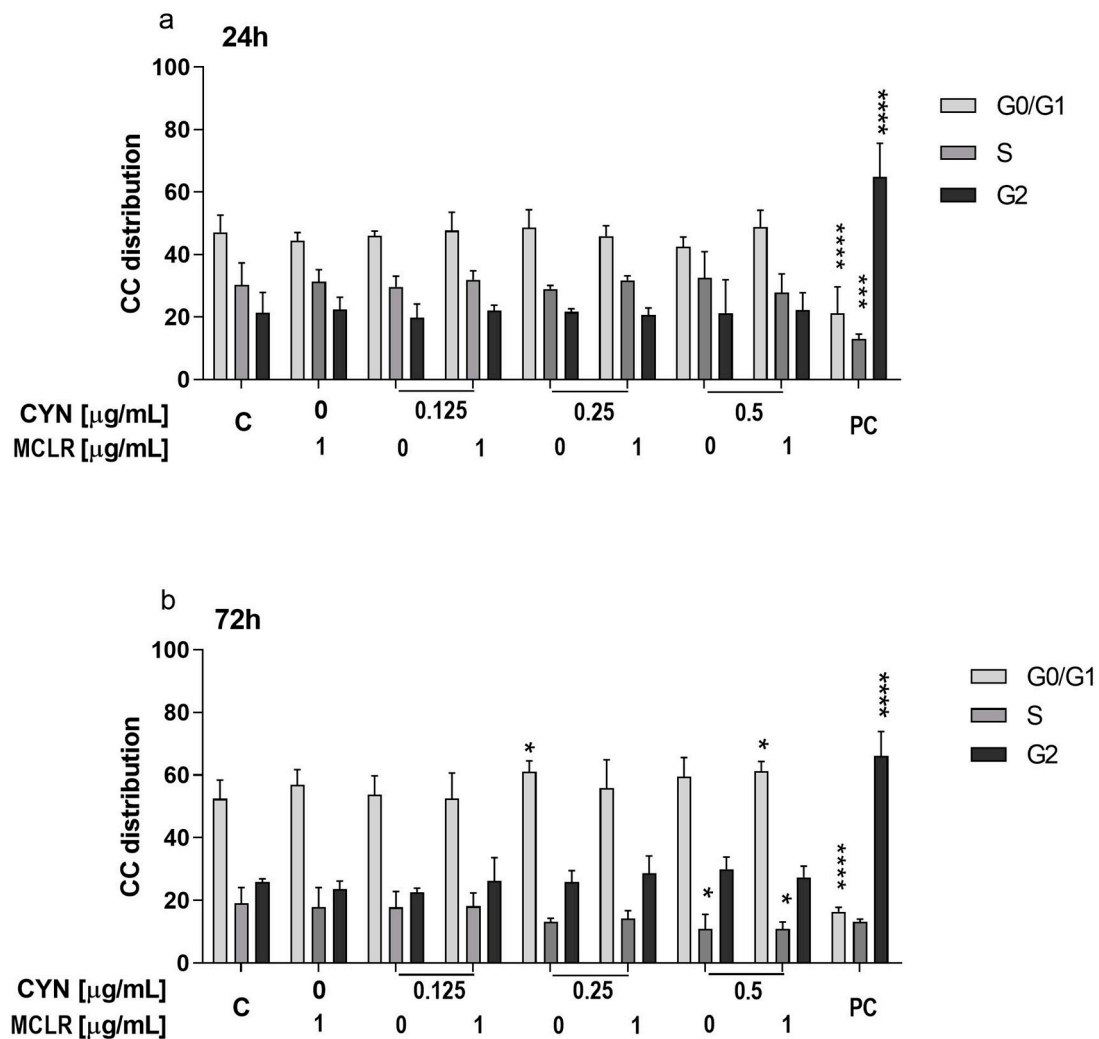 a
24h
100
80
60
40
20
0
CC distribution
G0/G1
S
G2
****
***
****
CYN [μg/mL] C 0 0.125 0.25 0.5 PC
MCLR [μg/mL] 1 0 1 0 1 0 1
b
72h
100
80
60
40
20
0
CC distribution
G0/G1
S
G2
*
*
*
*
****
****
CYN [μg/mL] C 0 0.125 0.25 0.5 PC
MCLR [μg/mL] 1 0 1 0 1 0 1